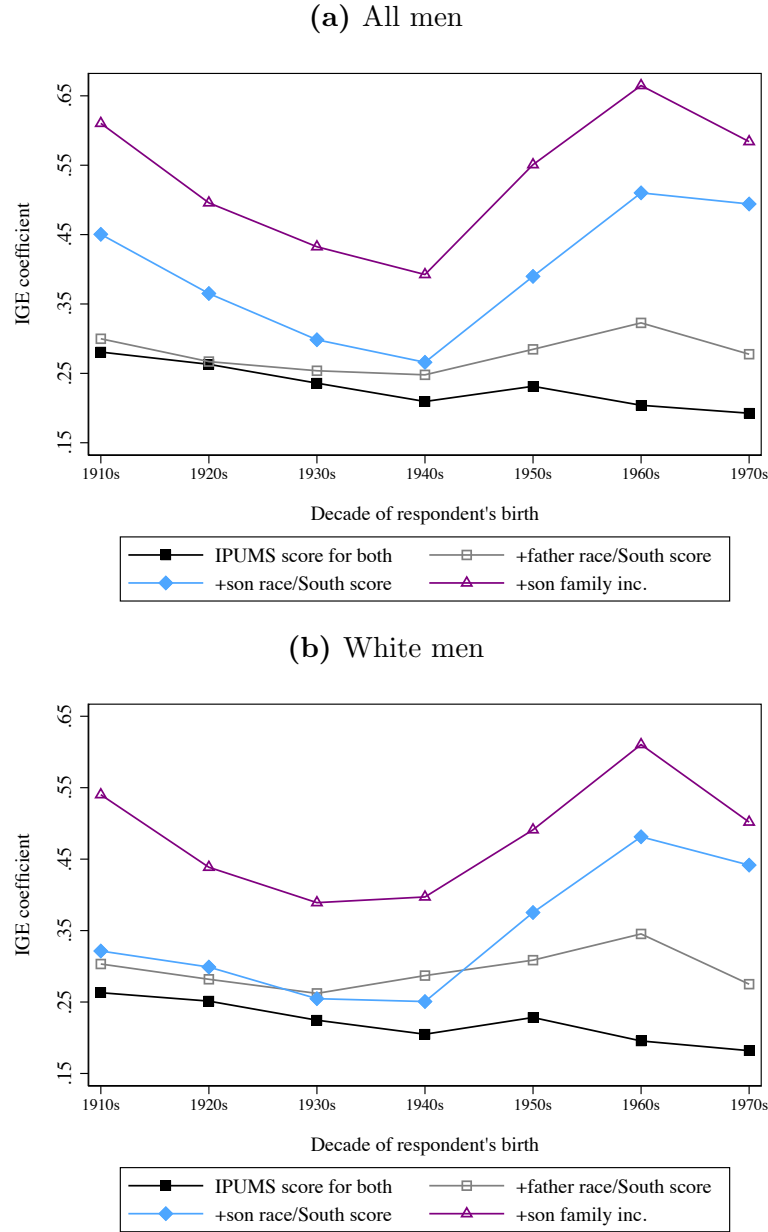 (a) All men
.65
.55
.45
.35
.25
.15
IGE coefficient
1910s 1920s 1930s 1940s 1950s 1960s 1970s
Decade of respondent's birth
IPUMS score for both +father race/South score
+son race/South score +son family inc.
(b) White men
.65
.55
.45
.35
.25
.15
IGE coefficient
1910s 1920s 1930s 1940s 1950s 1960s 1970s
Decade of respondent's birth
IPUMS score for both +father race/South score
+son race/South score +son family inc.